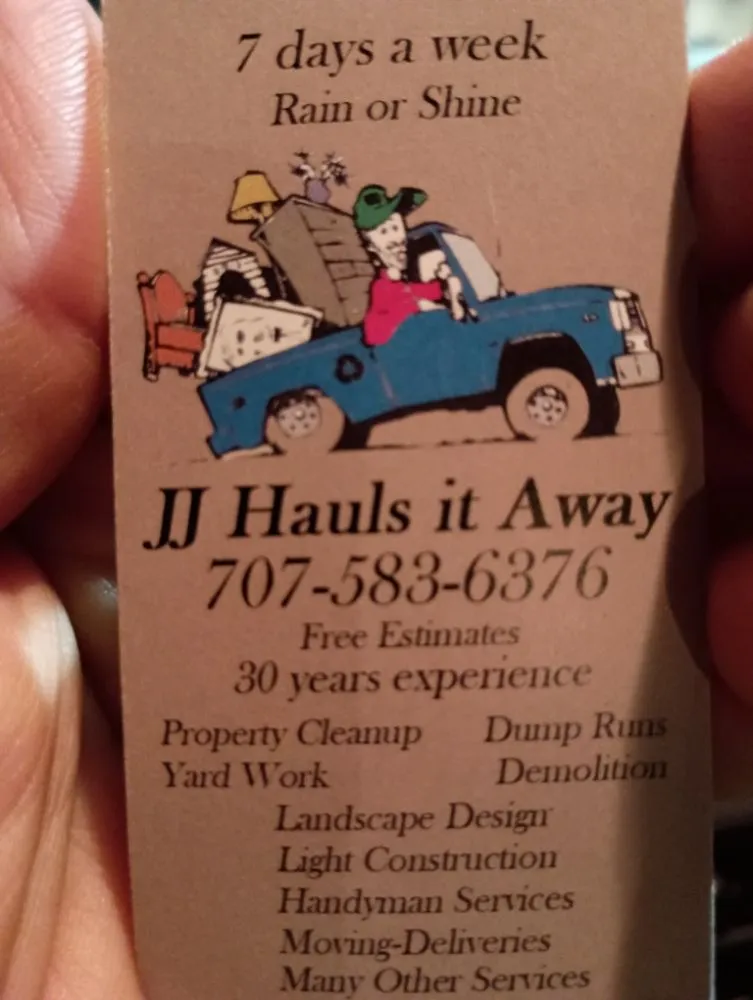 7 days a week
Rain or Shine
JJ Hauls it Away
707-583-6376
Free Estimates
30 years experience
Property Cleanup Dump Runs
Yard Work Demolition
Landscape Design
Light Construction
Handyman Services
Moving-Deliveries
Many Other Services